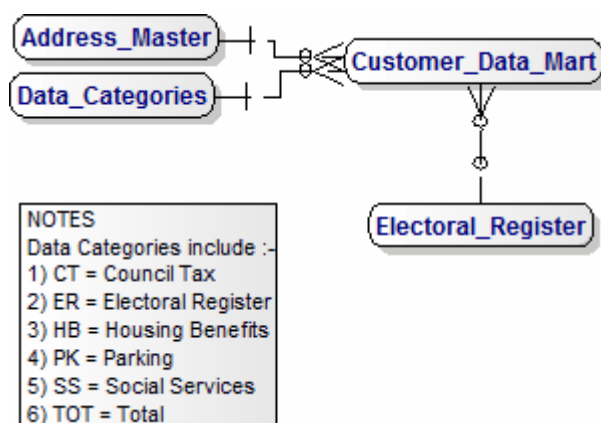 Address_Master
Customer_Data_Mart
Data_Categories
Electoral_Register
NOTES
Data Categories include :-
1) CT = Council Tax
2) ER = Electoral Register
3) HB = Housing Benefits
4) PK = Parking
5) SS = Social Services
6) TOT = Total